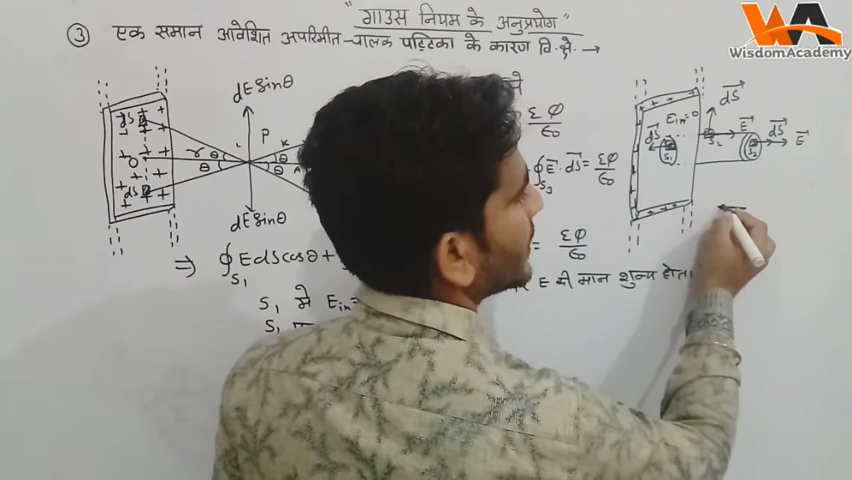 "गाउस नियम के अनुप्रयोग"
③ एक समान आवेशित अपरिमीत-चालक पट्टिका के कारण वि. क्षे. →
WisdomAcademy
dE sinθ
dS
r θ
θ
O
P
K
θ
θ A
dS
dE sinθ
से
Σφ/ε₀
∮ E⃗ . dS⃗ = Σφ/ε₀
S₃
= Σφ/ε₀
⇒ ∮ E dS cosθ +
S₁
E का मान शुन्य होता
S₁ मे Eᵢₙ=
S₁
Eᵢₙ=0
dS⃗
dS⃗
E⃗
dS⃗
E⃗
S₁
S₂